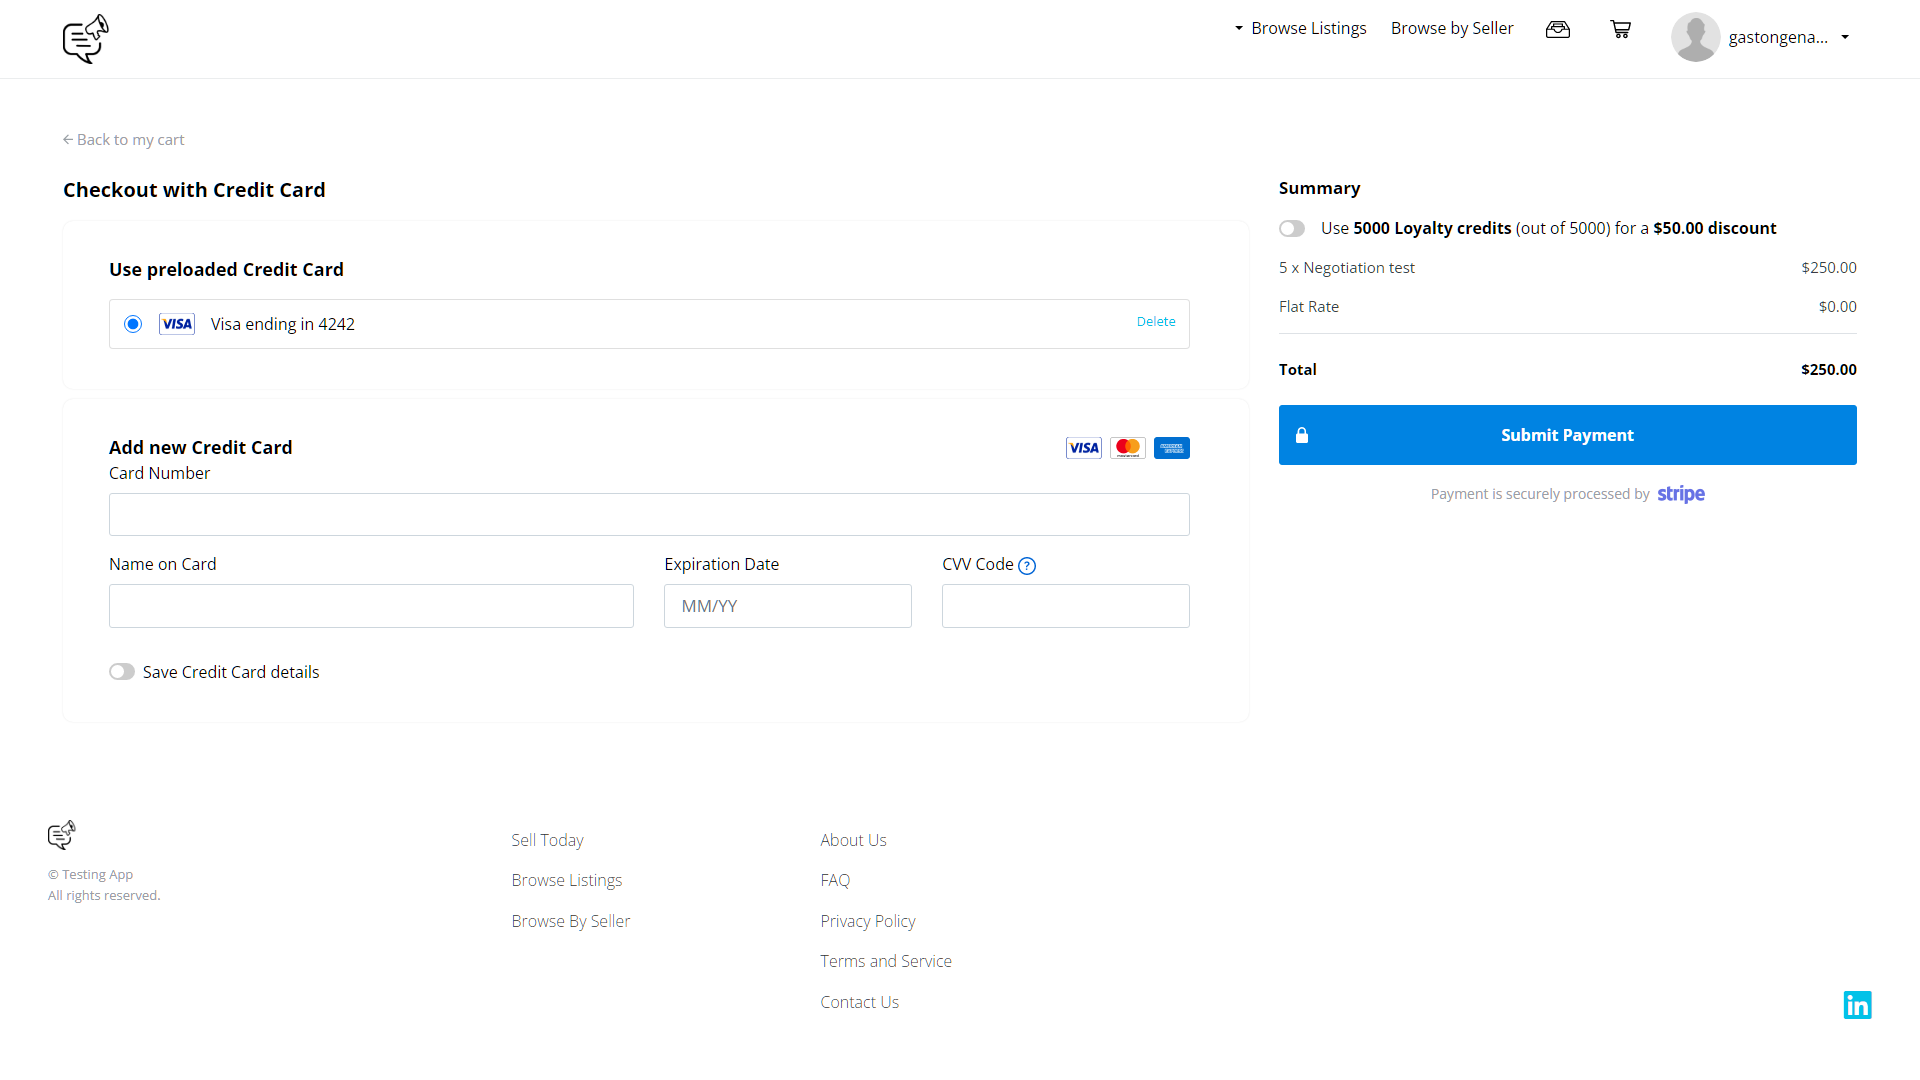 Browse Listings
Browse by Seller
gastongena...
Back to my cart
Checkout with Credit Card
Use preloaded Credit Card
VISA Visa ending in 4242
Delete
Add new Credit Card
VISA
mastercard
AMERICAN EXPRESS
Card Number
Name on Card
Expiration Date
CVV Code ?
MM/YY
Save Credit Card details
Summary
Use 5000 Loyalty credits (out of 5000) for a $50.00 discount
5 x Negotiation test $250.00
Flat Rate $0.00
Total $250.00
Submit Payment
Payment is securely processed by stripe
© Testing App
All rights reserved.
Sell Today
Browse Listings
Browse By Seller
About Us
FAQ
Privacy Policy
Terms and Service
Contact Us
in